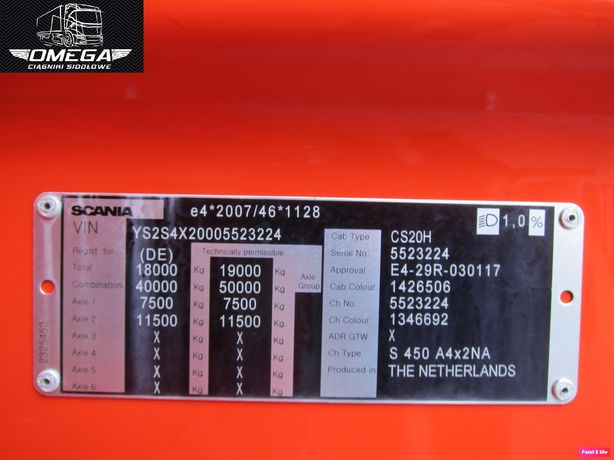 OMEGA
CIĄGNIKI SIODŁOWE
SCANIA e4*2007/46*1128 1,0%
VIN YS2S4X20005523224
Regist. for (DE) Technically permissible
Total 18000 Kg 19000 Kg Axle Group
Combination 40000 Kg 50000 Kg
Axle 1 7500 Kg 7500 Kg
Axle 2 11500 Kg 11500 Kg
Axle 3 X Kg X Kg
Axle 4 X Kg X Kg
Axle 5 X Kg X Kg
Axle 6 X Kg X Kg
Cab Type CS20H
Serial No. 5523224
Approval E4-29R-030117
Cab Colour 1426506
Ch No. 5523224
Ch Colour 1346692
ADR GTW X
Ch Type S 450 A4x2NA
Produced in THE NETHERLANDS
2325452
Paint X lite